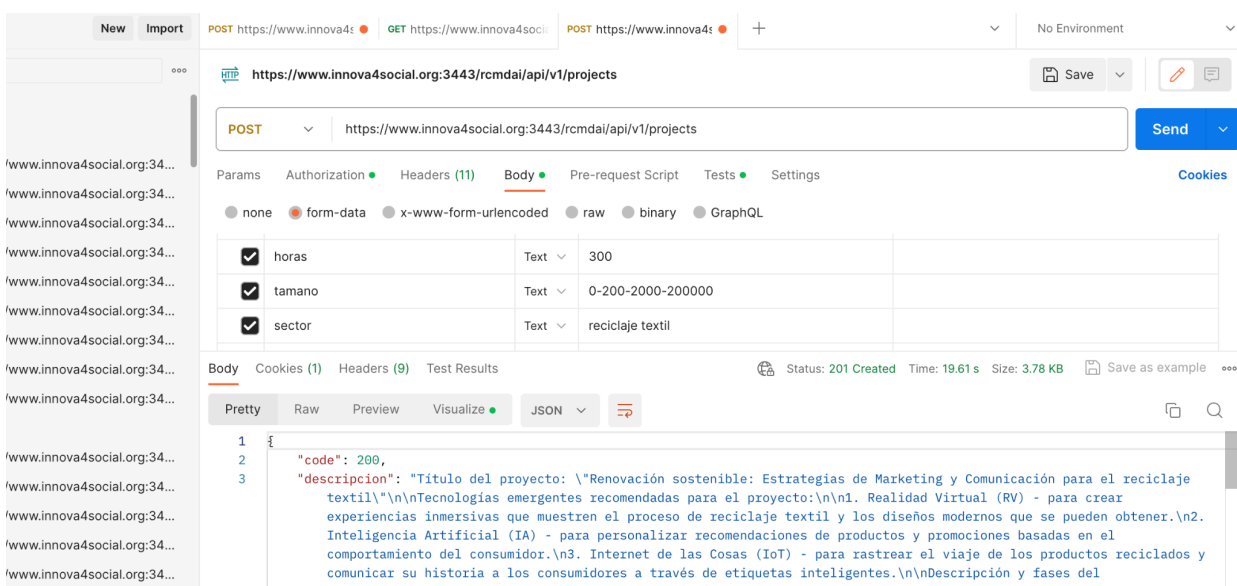 New Import
POST https://www.innova4s GET https://www.innova4soci POST https://www.innova4s No Environment
HTTP https://www.innova4social.org:3443/rcmdai/api/v1/projects Save
POST https://www.innova4social.org:3443/rcmdai/api/v1/projects Send
Params Authorization Headers (11) Body Pre-request Script Tests Settings Cookies
none form-data x-www-form-urlencoded raw binary GraphQL
horas Text 300
tamano Text 0-200-2000-200000
sector Text reciclaje textil
/www.innova4social.org:34...
/www.innova4social.org:34...
/www.innova4social.org:34...
/www.innova4social.org:34...
/www.innova4social.org:34...
/www.innova4social.org:34...
/www.innova4social.org:34...
/www.innova4social.org:34...
/www.innova4social.org:34...
/www.innova4social.org:34...
/www.innova4social.org:34...
/www.innova4social.org:34...
/www.innova4social.org:34...
/www.innova4social.org:34...
Body Cookies (1) Headers (9) Test Results Status: 201 Created Time: 19.61 s Size: 3.78 KB Save as example
Pretty Raw Preview Visualize JSON
1 {
2 "code": 200,
3 "descripcion": "Título del proyecto: \"Renovación sostenible: Estrategias de Marketing y Comunicación para el reciclaje
textil\"\n\nTecnologías emergentes recomendadas para el proyecto:\n\n1. Realidad Virtual (RV) - para crear
experiencias inmersivas que muestren el proceso de reciclaje textil y los diseños modernos que se pueden obtener.\n2.
Inteligencia Artificial (IA) - para personalizar recomendaciones de productos y promociones basadas en el
comportamiento del consumidor.\n3. Internet de las Cosas (IoT) - para rastrear el viaje de los productos reciclados y
comunicar su historia a los consumidores a través de etiquetas inteligentes.\n\nDescripción y fases del